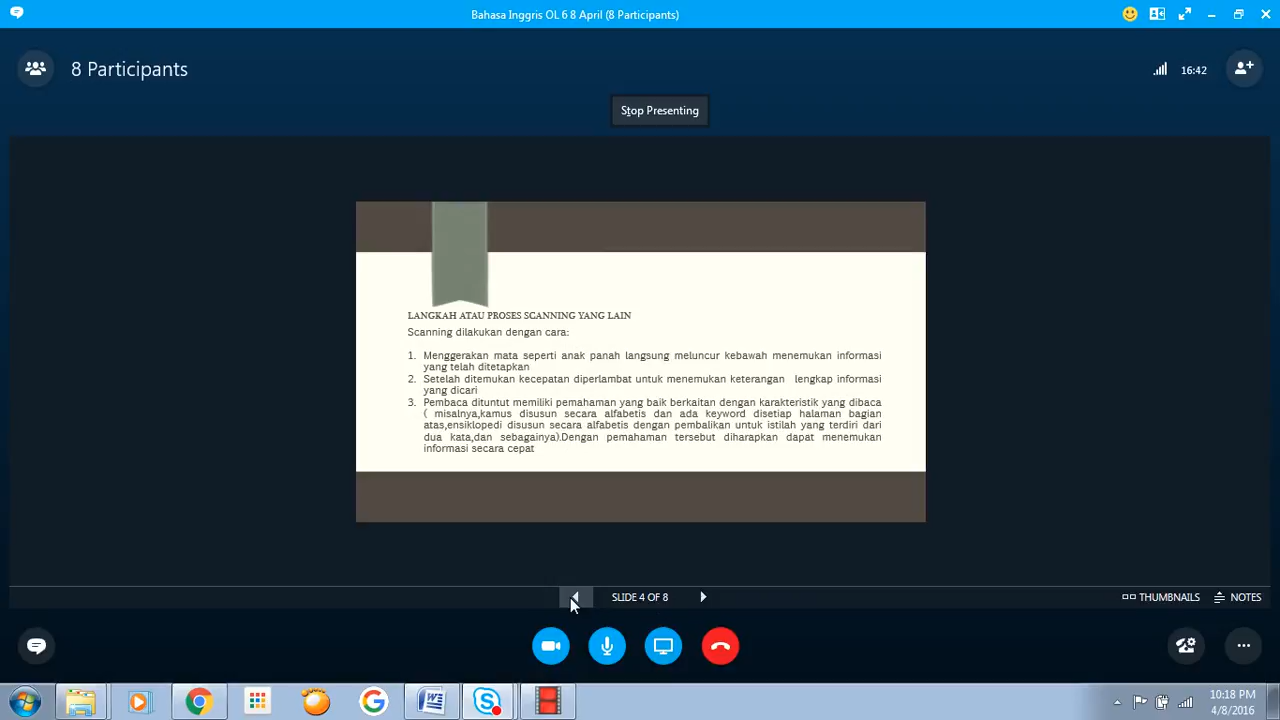 Bahasa Inggris OL 6 8 April (8 Participants)
8 Participants
16:42
Stop Presenting
LANGKAH ATAU PROSES SCANNING YANG LAIN
Scanning dilakukan dengan cara:
1. Menggerakan mata seperti anak panah langsung meluncur kebawah menemukan informasi
yang telah ditetapkan
2. Setelah ditemukan kecepatan diperlambat untuk menemukan keterangan lengkap informasi
yang dicari
3. Pembaca dituntut memiliki pemahaman yang baik berkaitan dengan karakteristik yang dibaca
( misalnya,kamus disusun secara alfabetis dan ada keyword disetiap halaman bagian
atas,ensiklopedi disusun secara alfabetis dengan pembalikan untuk istilah yang terdiri dari
dua kata,dan sebagainya).Dengan pemahaman tersebut diharapkan dapat menemukan
informasi secara cepat
SLIDE 4 OF 8
THUMBNAILS
NOTES
10:18 PM
4/8/2016